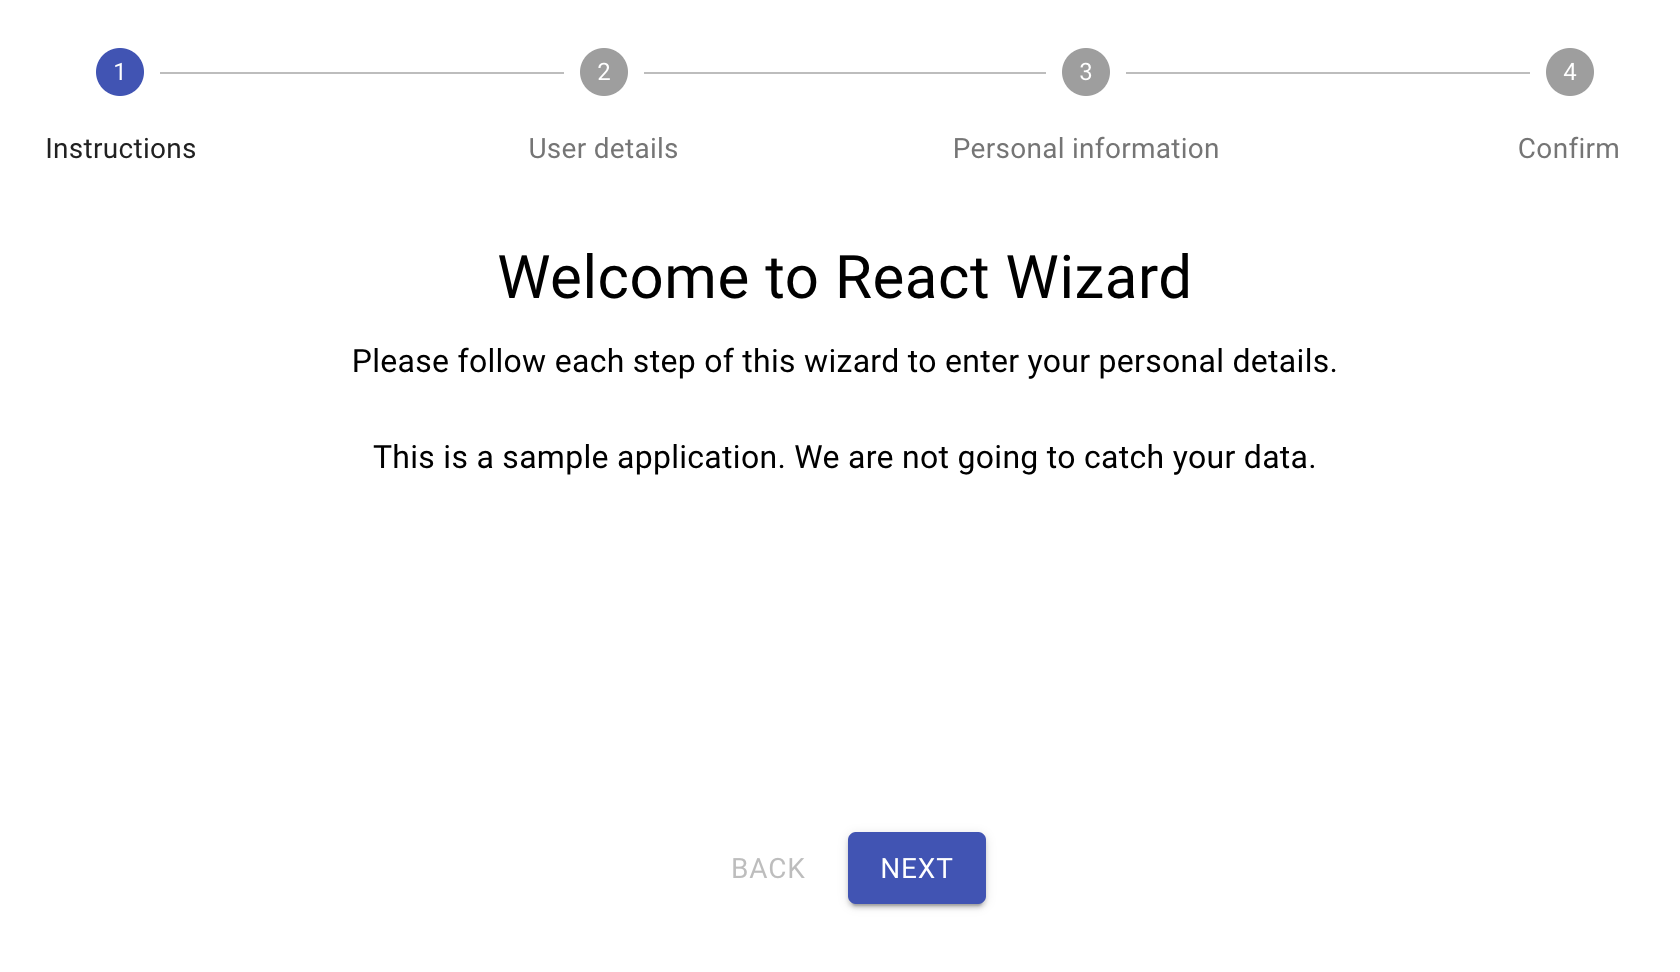 1 2 3 4
Instructions User details Personal information Confirm
Welcome to React Wizard
Please follow each step of this wizard to enter your personal details.
This is a sample application. We are not going to catch your data.
BACK NEXT